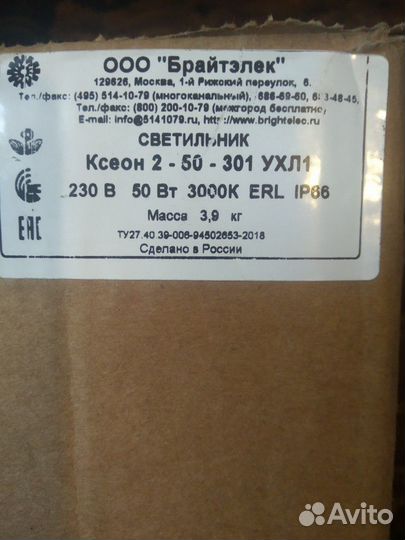 ООО "Брайтэлек"
129626, Москва, 1-й Рижский переулок, 6.
Тел./факс: (495) 514-10-79 (многоканальный), 686-69-60,
Тел./факс: (800) 200-10-79 (межгород бесплатно)
E-mail: info@5141079.ru, http://www.brightelec.ru
СВЕТИЛЬНИК
Ксеон 2 - 50 - 301 УХЛ1
230 В 50 Вт 3000К ERL IP66
Масса 3,9 кг
ТУ27.40 39-006-94502653-2018
Сделано в России
EAC
Avito